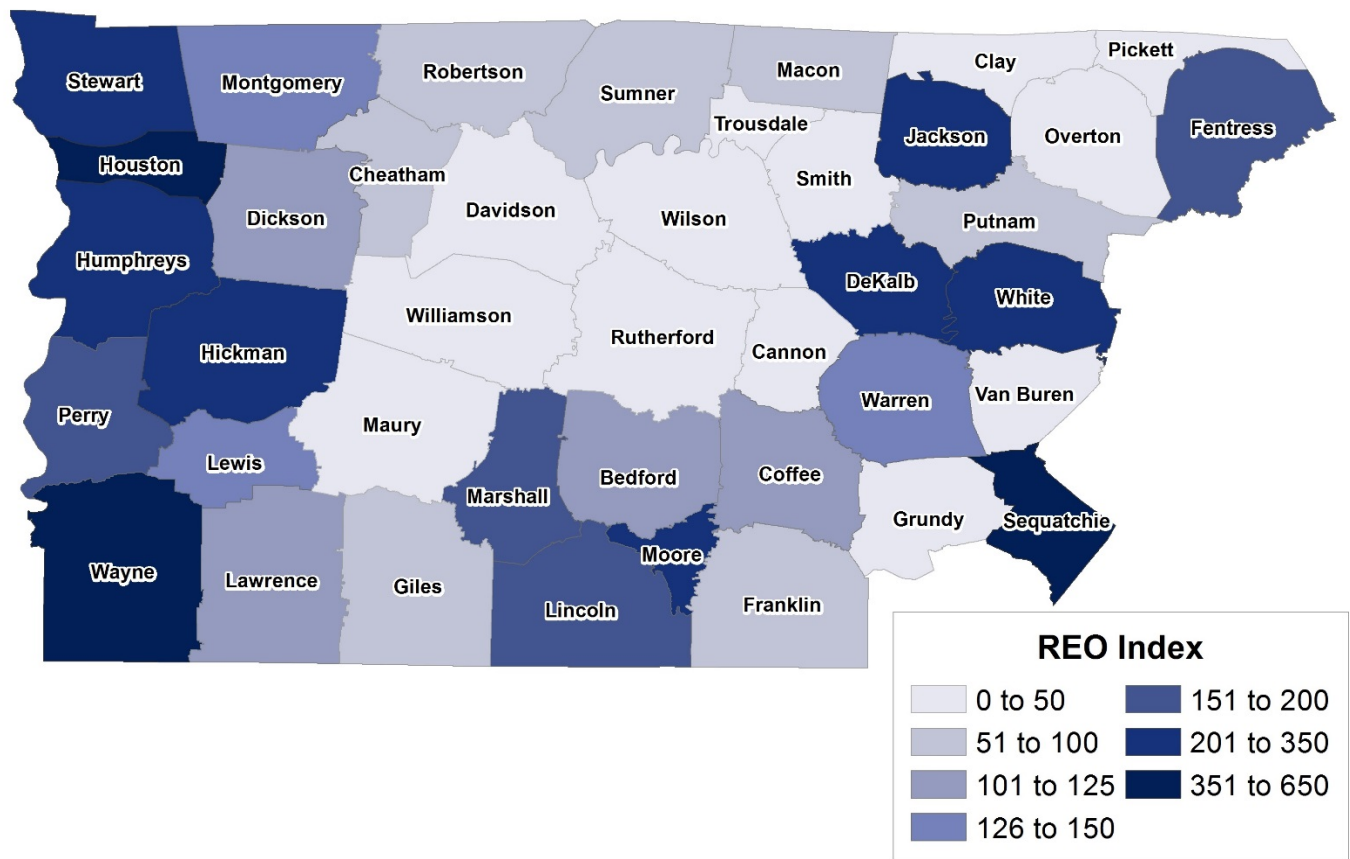 Pickett
Clay
Robertson
Macon
Stewart
Montgomery
Sumner
Trousdale
Fentress
Jackson
Overton
Houston
Cheatham
Smith
Davidson
Dickson
Wilson
Putnam
Humphreys
DeKalb
White
Williamson
Rutherford
Hickman
Cannon
Van Buren
Warren
Perry
Maury
Lewis
Bedford
Coffee
Marshall
Grundy
Sequatchie
Moore
Wayne
Lawrence
Giles
Lincoln
Franklin
REO Index
0 to 50
51 to 100
101 to 125
126 to 150
151 to 200
201 to 350
351 to 650